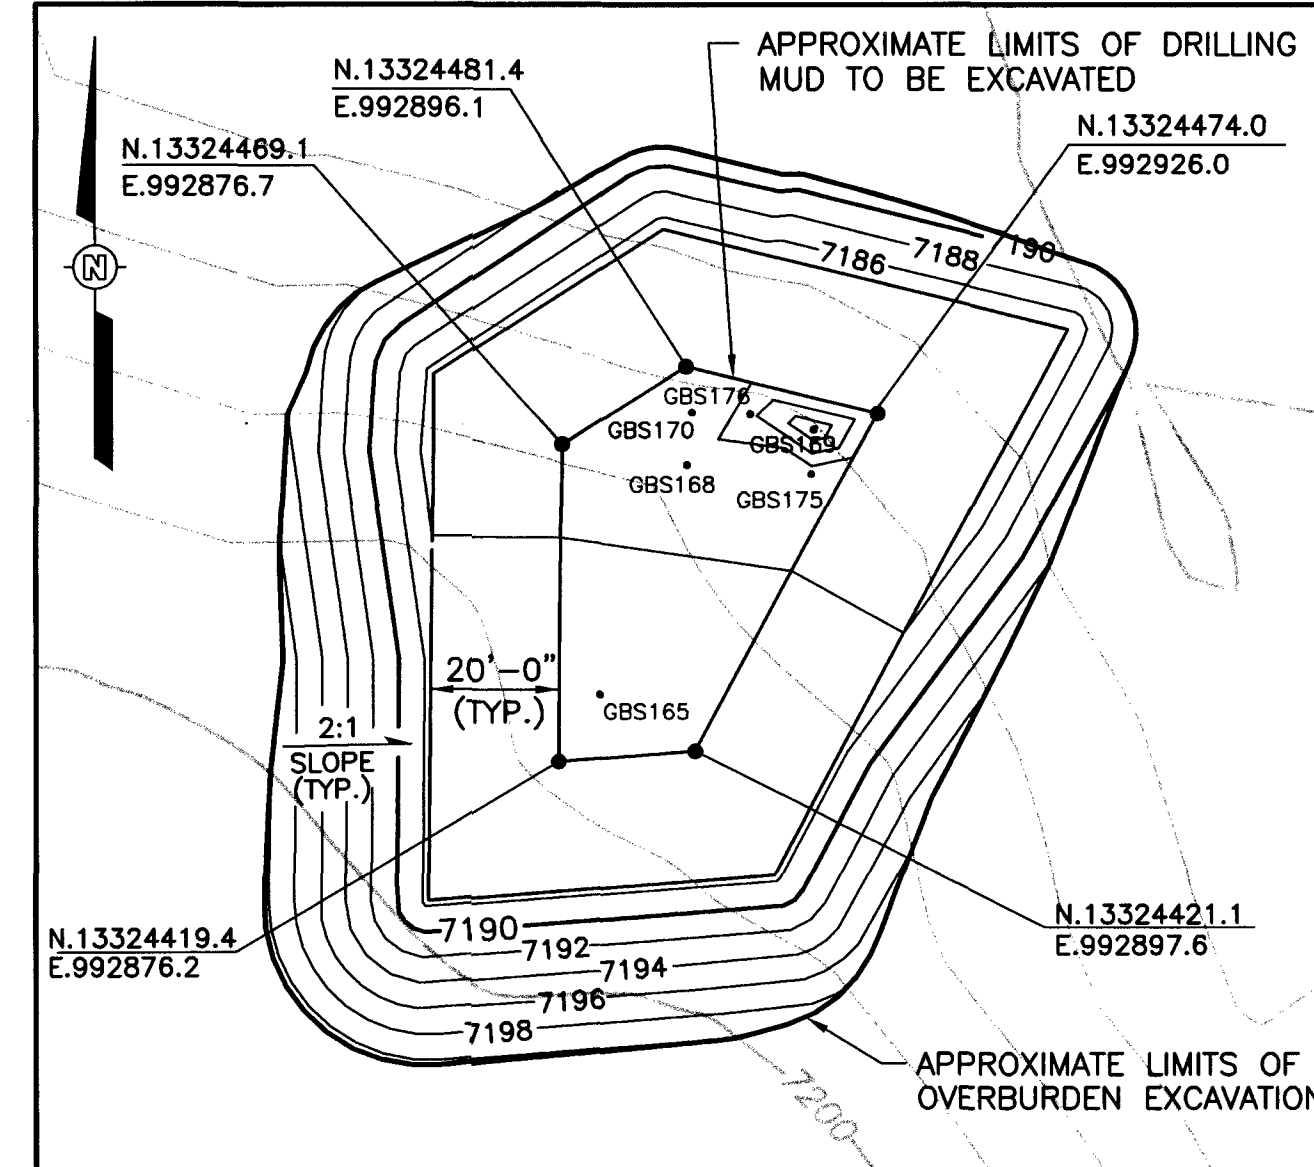 APPROXIMATE LIMITS OF DRILLING
MUD TO BE EXCAVATED
N.13324481.4
E.992896.1
N.13324474.0
E.992926.0
N.13324469.1
E.992876.7
N
7186
7188
190
GBS176
GBS170
GBS169
GBS168
GBS175
20'-0"
(TYP.)
GBS165
2:1
SLOPE
(TYP.)
N.13324419.4
E.992876.2
N.13324421.1
E.992897.6
7190
7192
7194
7196
7198
APPROXIMATE LIMITS OF
OVERBURDEN EXCAVATION
7200